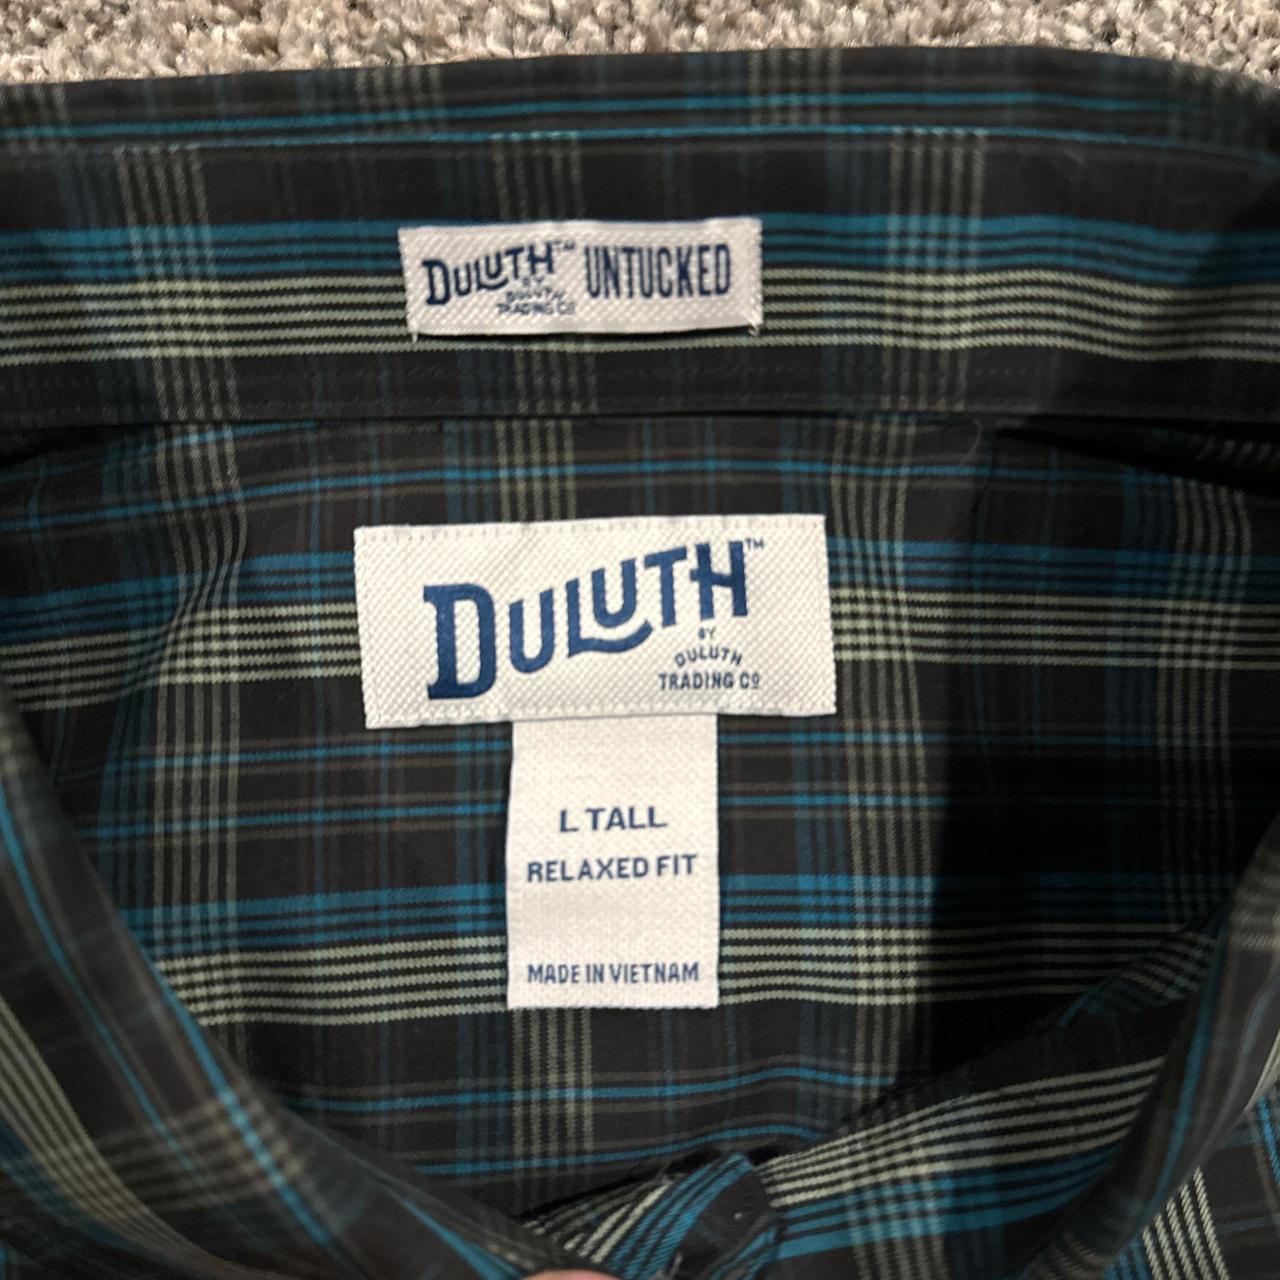 DULUTH™ UNTUCKED
BY
DULUTH
TRADING CO
DULUTH™
BY
DULUTH
TRADING CO
L TALL
RELAXED FIT
MADE IN VIETNAM